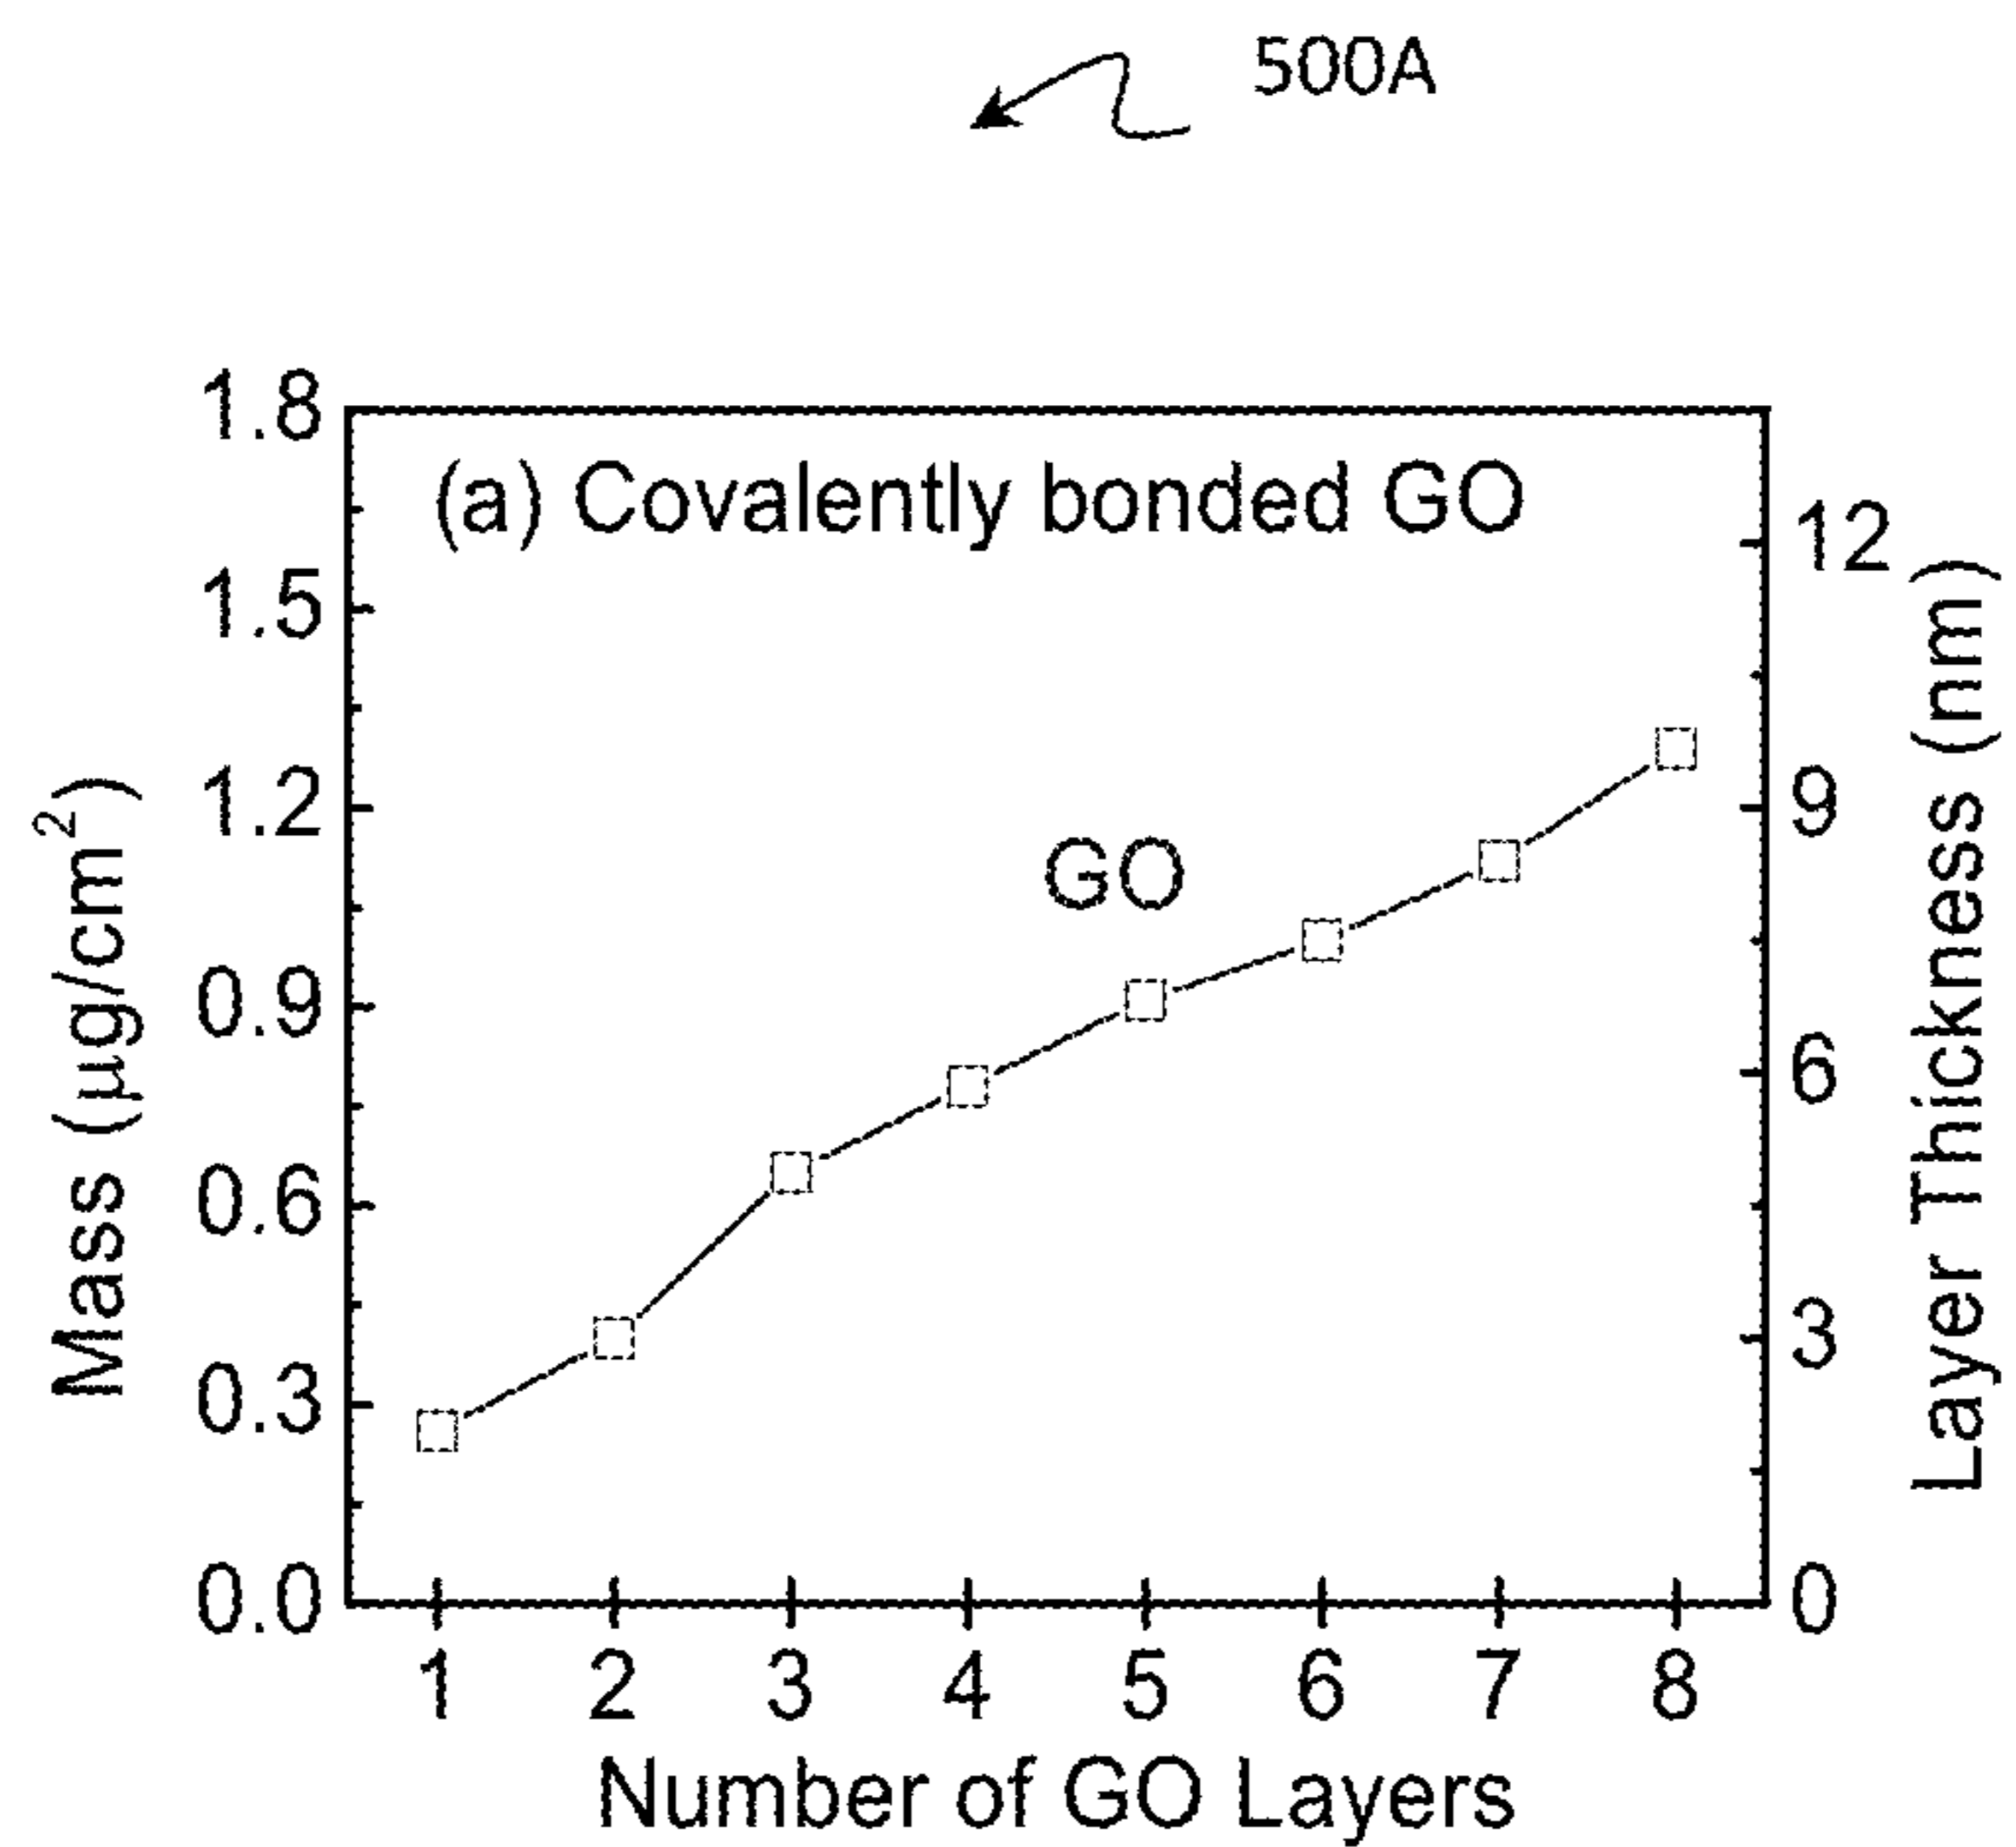 500A
(a) Covalently bonded GO
GO
Mass (μg/cm²)
1.8
1.5
1.2
0.9
0.6
0.3
0.0
12
9
6
3
0
Layer Thickness (nm)
1 2 3 4 5 6 7 8
Number of GO Layers